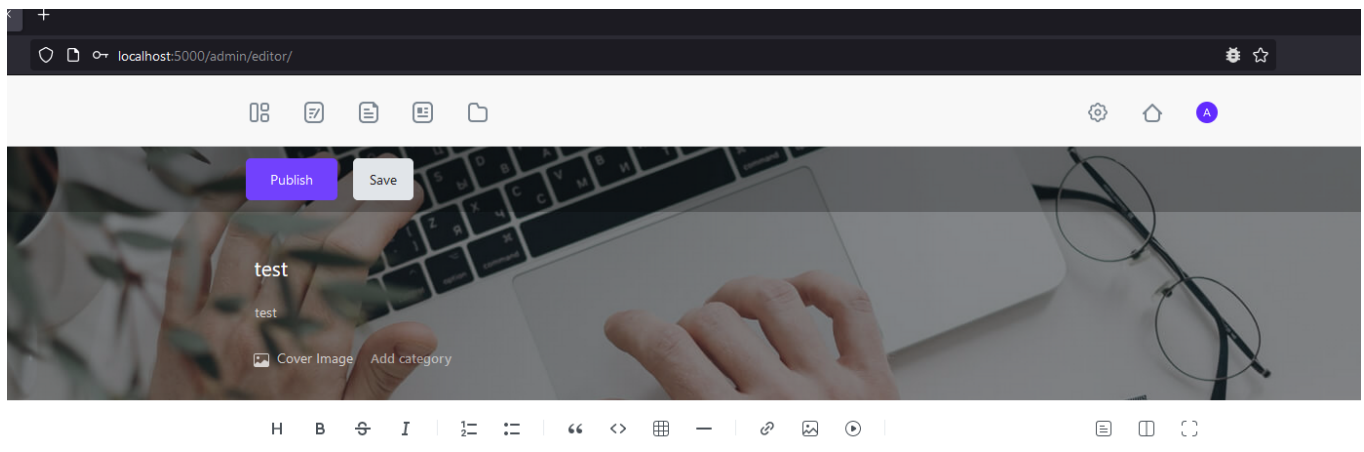 localhost:5000/admin/editor/
A
Publish
Save
test
test
Cover Image
Add category
H B S I